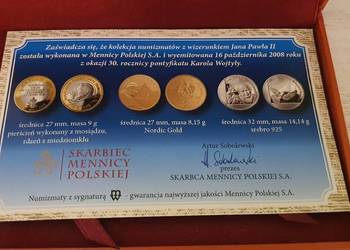 Zaświadcza się, że kolekcja numizmatów z wizerunkiem Jana Pawła II
została wykonana w Mennicy Polskiej S.A. i wyemitowana 16 października 2008 roku
z okazji 30. rocznicy pontyfikatu Karola Wojtyły.
średnica 27 mm, masa 9 g
pierścień wykonany z mosiądzu,
rdzeń z miedzioniklu
średnica 27 mm, masa 8,15 g
Nordic Gold
średnica 32 mm, masa 14,14 g
srebro 925
SKARBIEC
MENNICY
POLSKIEJ
Artur Sobolewski
A. Sobolewski
prezes
SKARBCA MENNICY POLSKIEJ
Numizmaty z sygnaturą - gwarancja najwyższej jakości Mennicy Polskiej S.A.